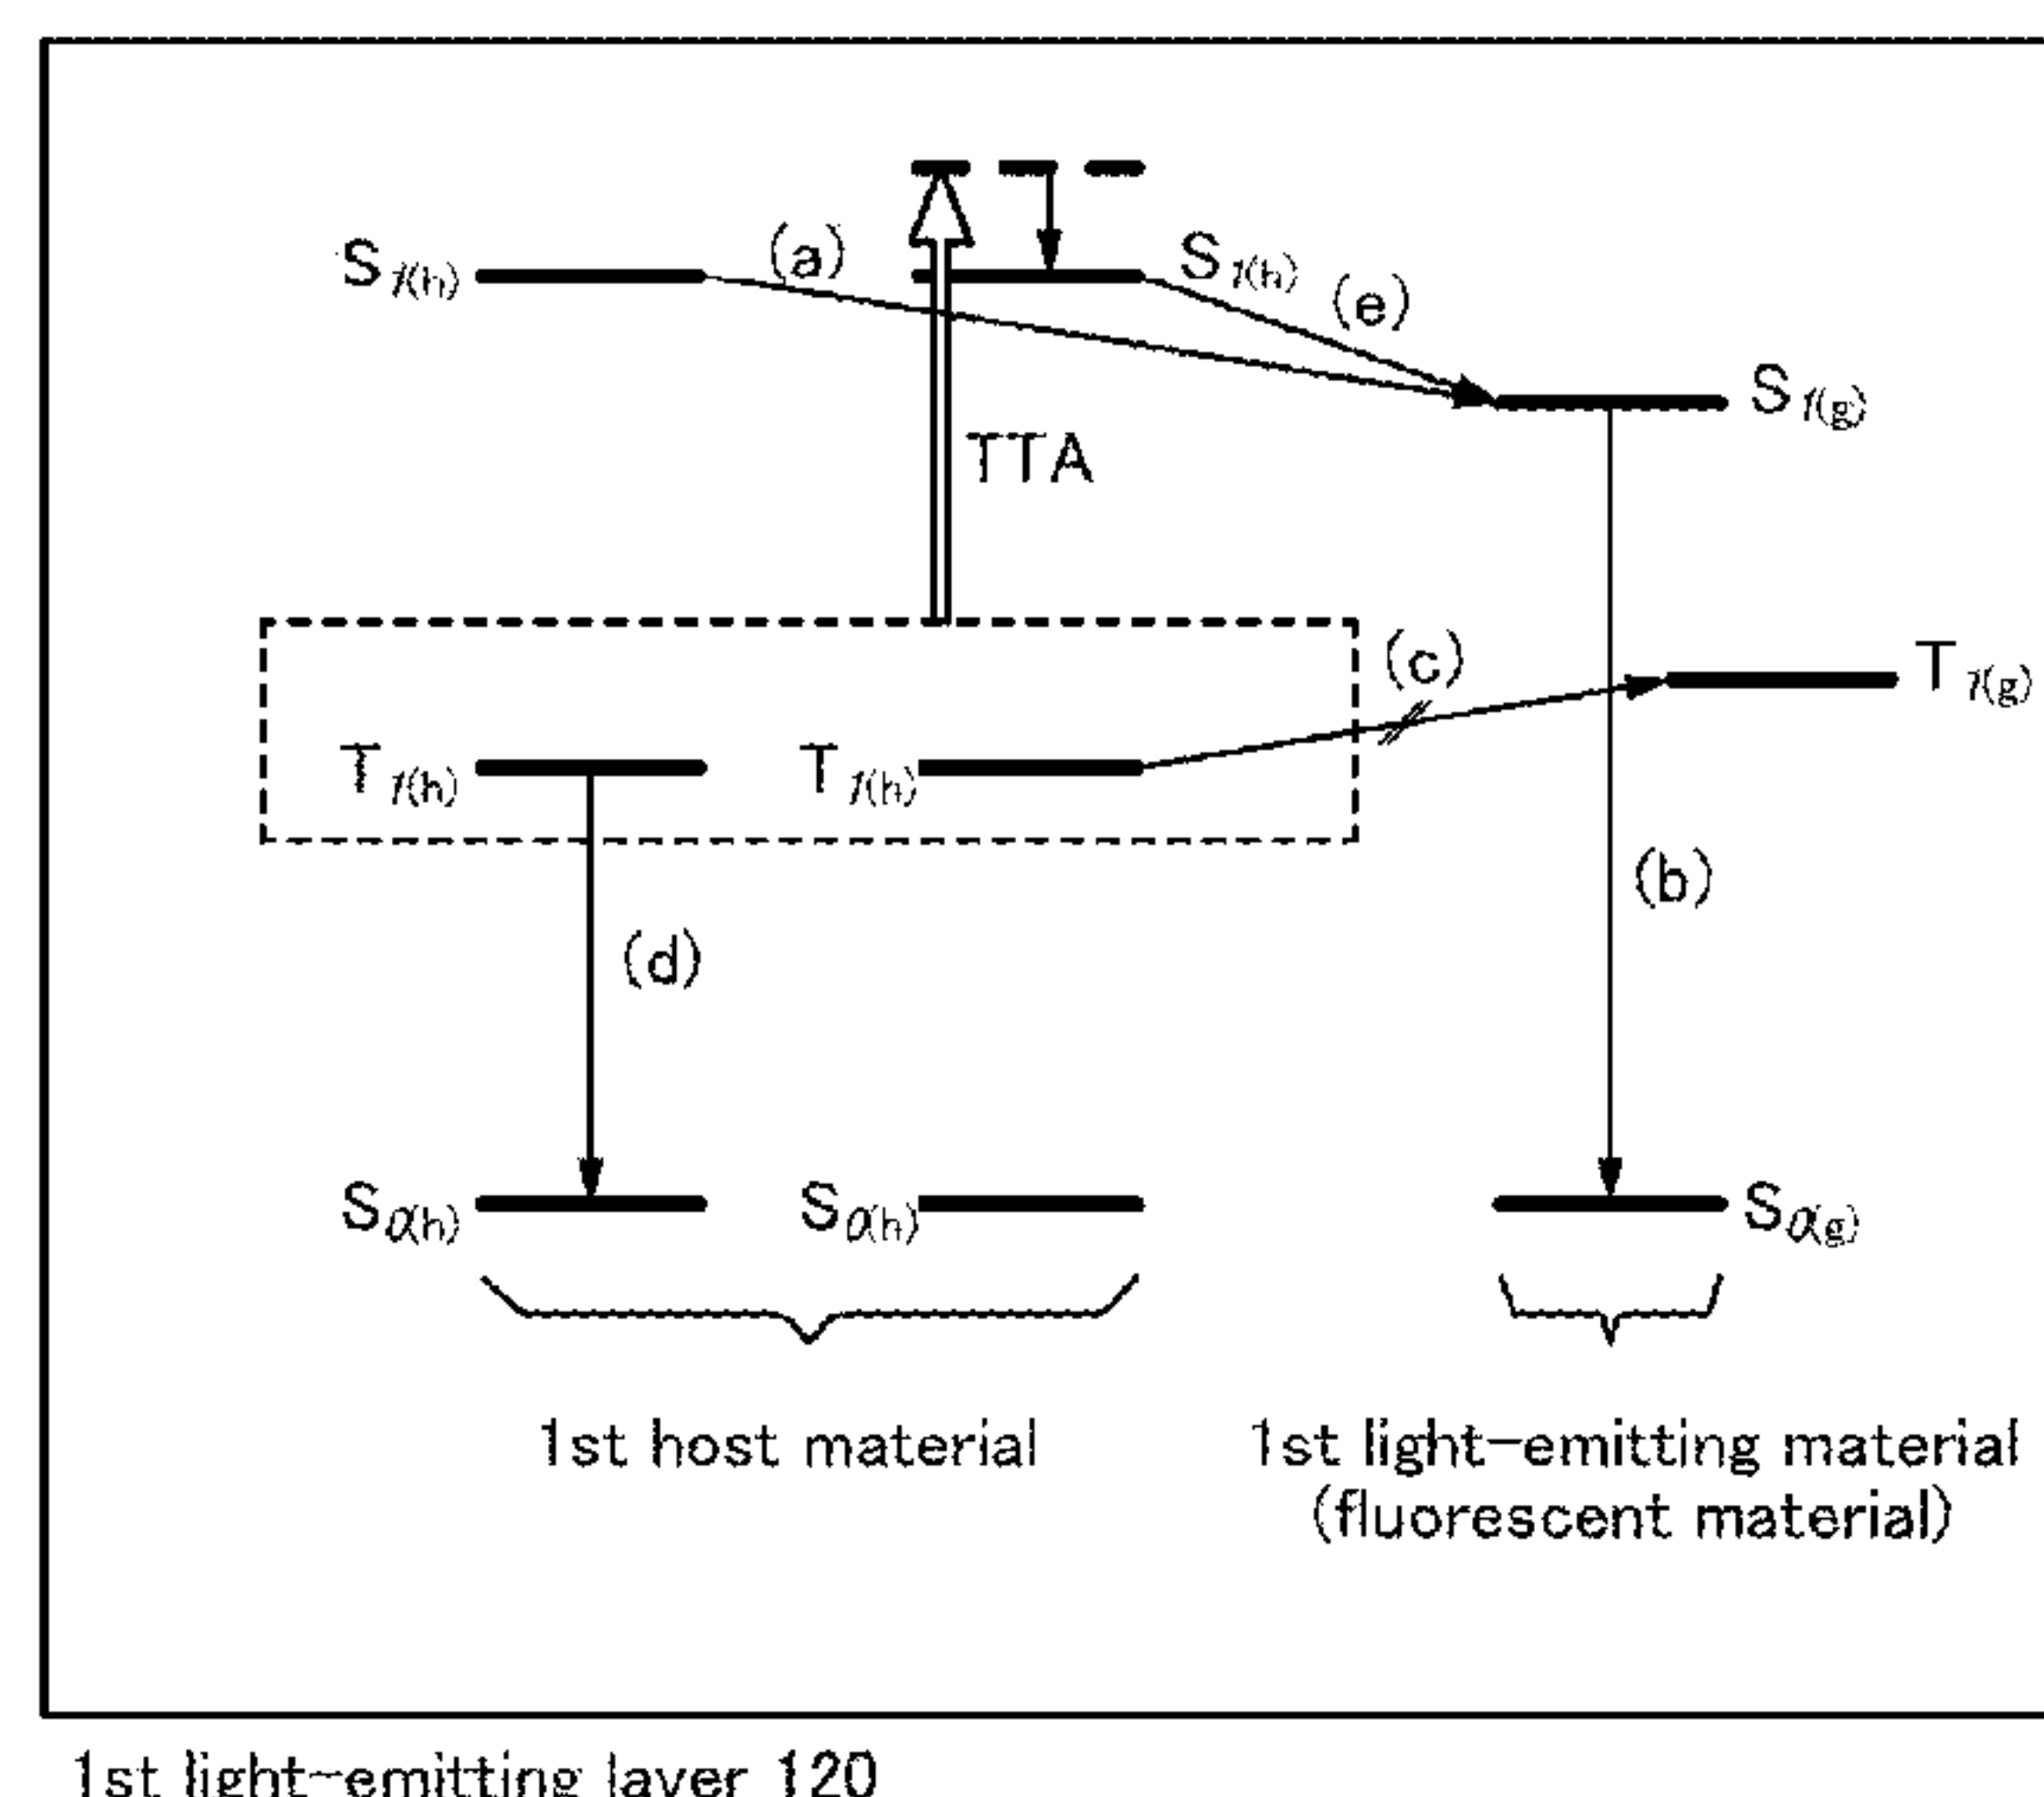 (a)
S1(h)
S1(h)
(e)
S1(g)
TTA
(c)
T1(g)
T1(h)
T1(h)
(b)
(d)
S0(h)
S0(h)
S0(g)
1st host material
1st light-emitting material
(fluorescent material)
1st light-emitting layer 120